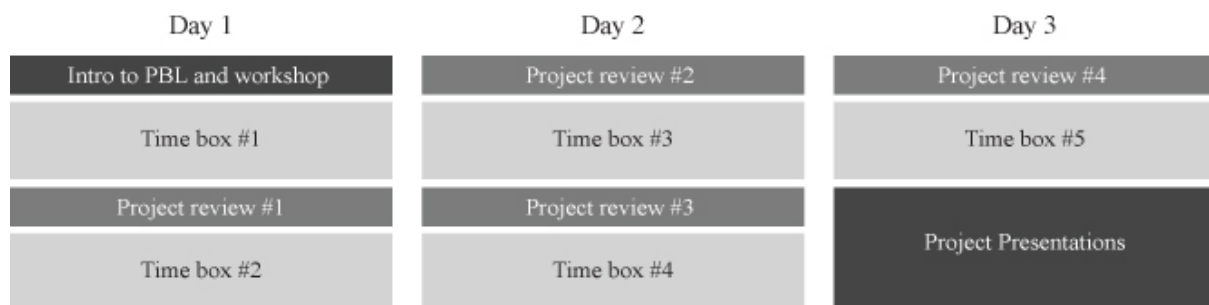 Day 1
Intro to PBL and workshop
Time box #1
Project review #1
Time box #2
Day 2
Project review #2
Time box #3
Project review #3
Time box #4
Day 3
Project review #4
Time box #5
Project Presentations